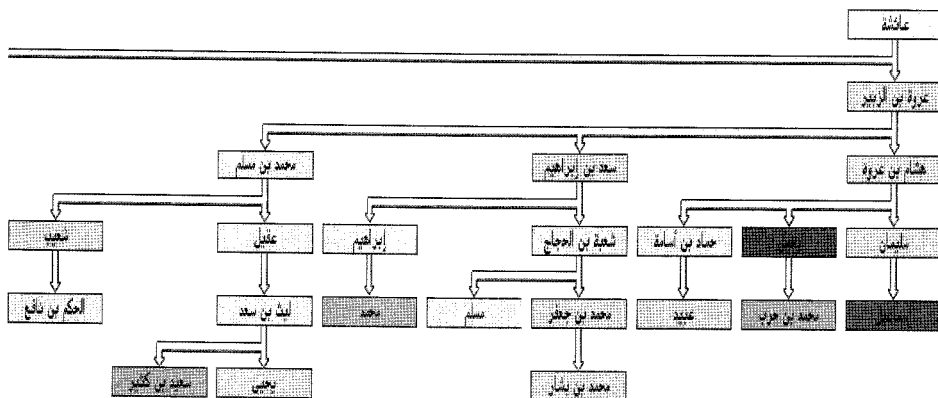 عائشة
عروة بن الزبير
هشام بن عروة
سعد بن إبراهيم
محمد بن مسلم
سليمان
حماد بن أسامة
شعبة بن الحجاج
إبراهيم
عقيل
شعيب
محمد بن حرب
عبيد
محمد بن جعفر
مسلم
محمد
ليث بن سعد
الحكم بن نافع
محمد بن بشار
يحيى
سعيد بن كثير